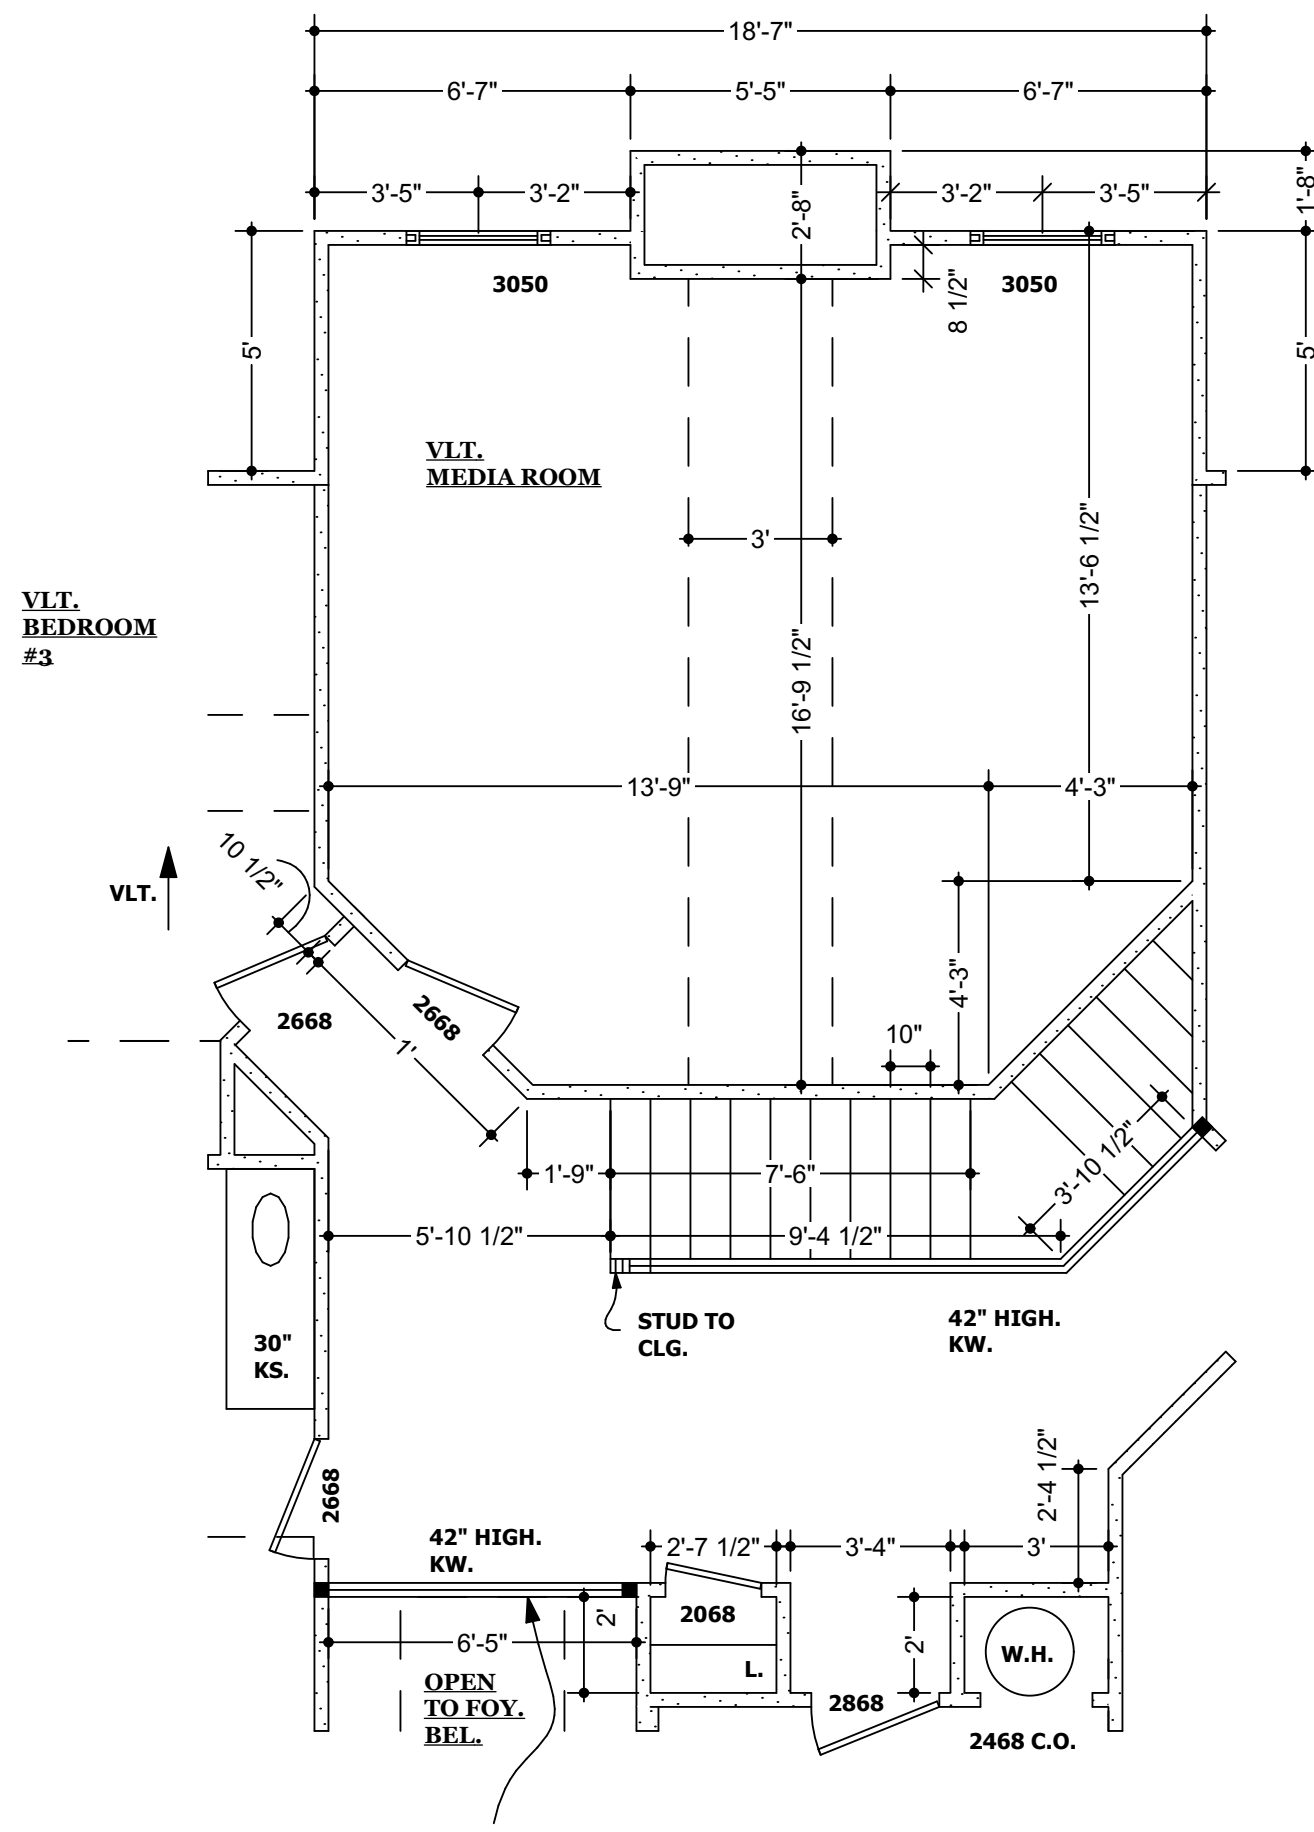 18'-7"
6'-7"
5'-5"
6'-7"
3'-5"
3'-2"
2'-8"
3'-2"
3'-5"
1'-8"
3050
8 1/2"
3050
5'
5'
VLT.
MEDIA ROOM
3'
13'-6 1/2"
VLT.
BEDROOM
#3
16'-9 1/2"
13'-9"
4'-3"
10 1/2"
VLT.
4'-3"
2668
2668
1'
10"
1'-9"
7'-6"
3'-10 1/2"
5'-10 1/2"
9'-4 1/2"
STUD TO
CLG.
42" HIGH.
KW.
30"
KS.
2668
2'-4 1/2"
42" HIGH.
KW.
2'-7 1/2"
3'-4"
3'
2'
2068
6'-5"
2'
W.H.
L.
OPEN
TO FOY.
BEL.
2868
2468 C.O.